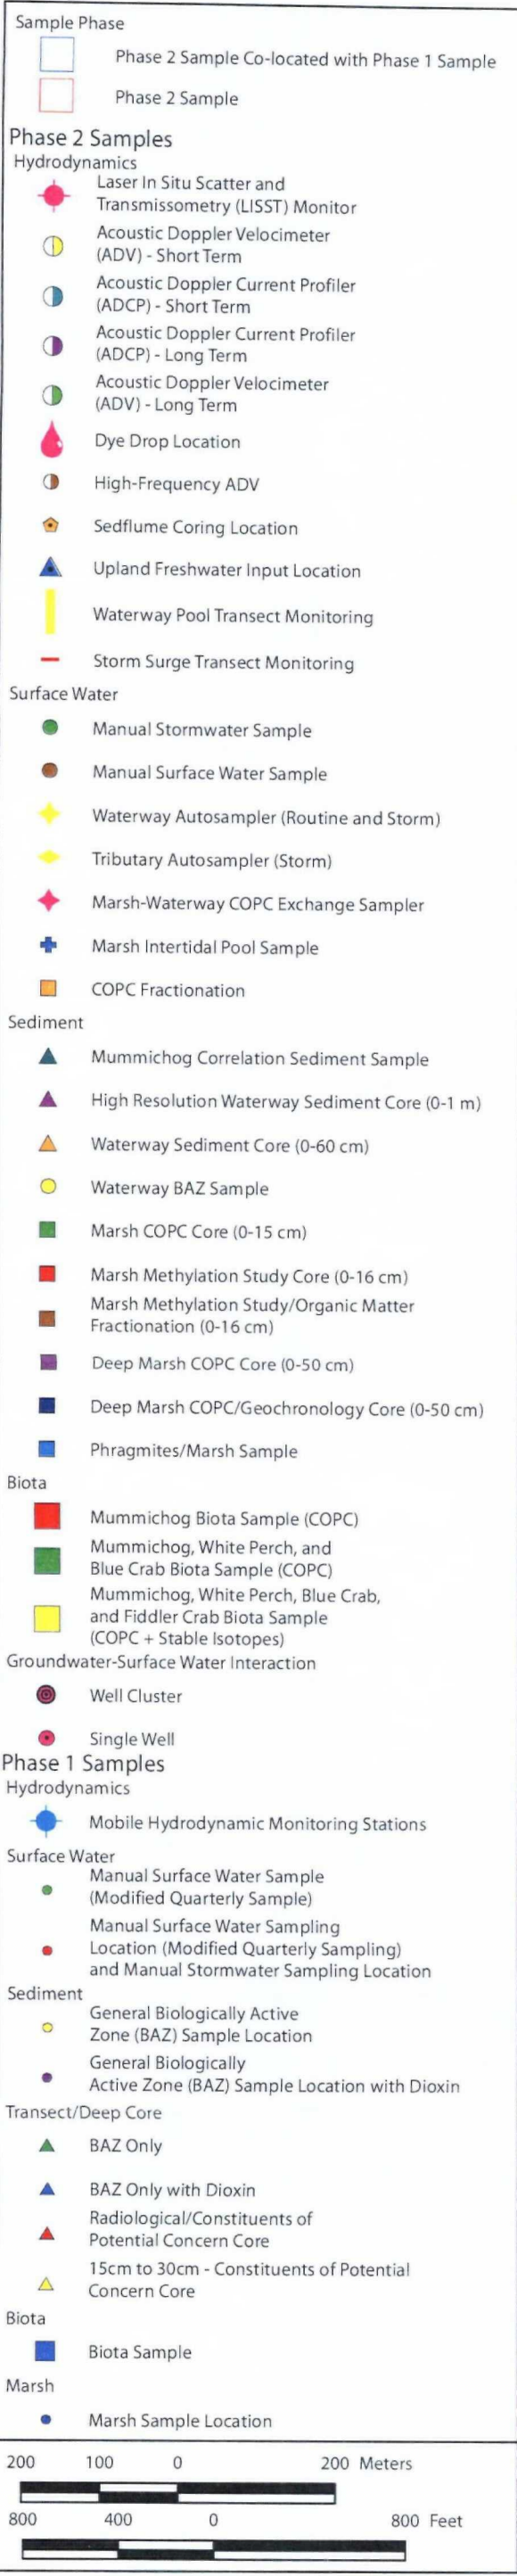 Sample Phase
Phase 2 Sample Co-located with Phase 1 Sample
Phase 2 Sample
Phase 2 Samples
Hydrodynamics
Laser In Situ Scatter and
Transmissometry (LISST) Monitor
Acoustic Doppler Velocimeter
(ADV) - Short Term
Acoustic Doppler Current Profiler
(ADCP) - Short Term
Acoustic Doppler Current Profiler
(ADCP) - Long Term
Acoustic Doppler Velocimeter
(ADV) - Long Term
Dye Drop Location
High-Frequency ADV
Sedflume Coring Location
Upland Freshwater Input Location
Waterway Pool Transect Monitoring
Storm Surge Transect Monitoring
Surface Water
Manual Stormwater Sample
Manual Surface Water Sample
Waterway Autosampler (Routine and Storm)
Tributary Autosampler (Storm)
Marsh-Waterway COPC Exchange Sampler
Marsh Intertidal Pool Sample
COPC Fractionation
Sediment
Mummichog Correlation Sediment Sample
High Resolution Waterway Sediment Core (0-1 m)
Waterway Sediment Core (0-60 cm)
Waterway BAZ Sample
Marsh COPC Core (0-15 cm)
Marsh Methylation Study Core (0-16 cm)
Marsh Methylation Study/Organic Matter
Fractionation (0-16 cm)
Deep Marsh COPC Core (0-50 cm)
Deep Marsh COPC/Geochronology Core (0-50 cm)
Phragmites/Marsh Sample
Biota
Mummichog Biota Sample (COPC)
Mummichog, White Perch, and
Blue Crab Biota Sample (COPC)
Mummichog, White Perch, Blue Crab,
and Fiddler Crab Biota Sample
(COPC + Stable Isotopes)
Groundwater-Surface Water Interaction
Well Cluster
Single Well
Phase 1 Samples
Hydrodynamics
Mobile Hydrodynamic Monitoring Stations
Surface Water
Manual Surface Water Sample
(Modified Quarterly Sample)
Manual Surface Water Sampling
Location (Modified Quarterly Sampling)
and Manual Stormwater Sampling Location
Sediment
General Biologically Active
Zone (BAZ) Sample Location
General Biologically
Active Zone (BAZ) Sample Location with Dioxin
Transect/Deep Core
BAZ Only
BAZ Only with Dioxin
Radiological/Constituents of
Potential Concern Core
15cm to 30cm - Constituents of Potential
Concern Core
Biota
Biota Sample
Marsh
Marsh Sample Location
200 100 0 200 Meters
800 400 0 800 Feet